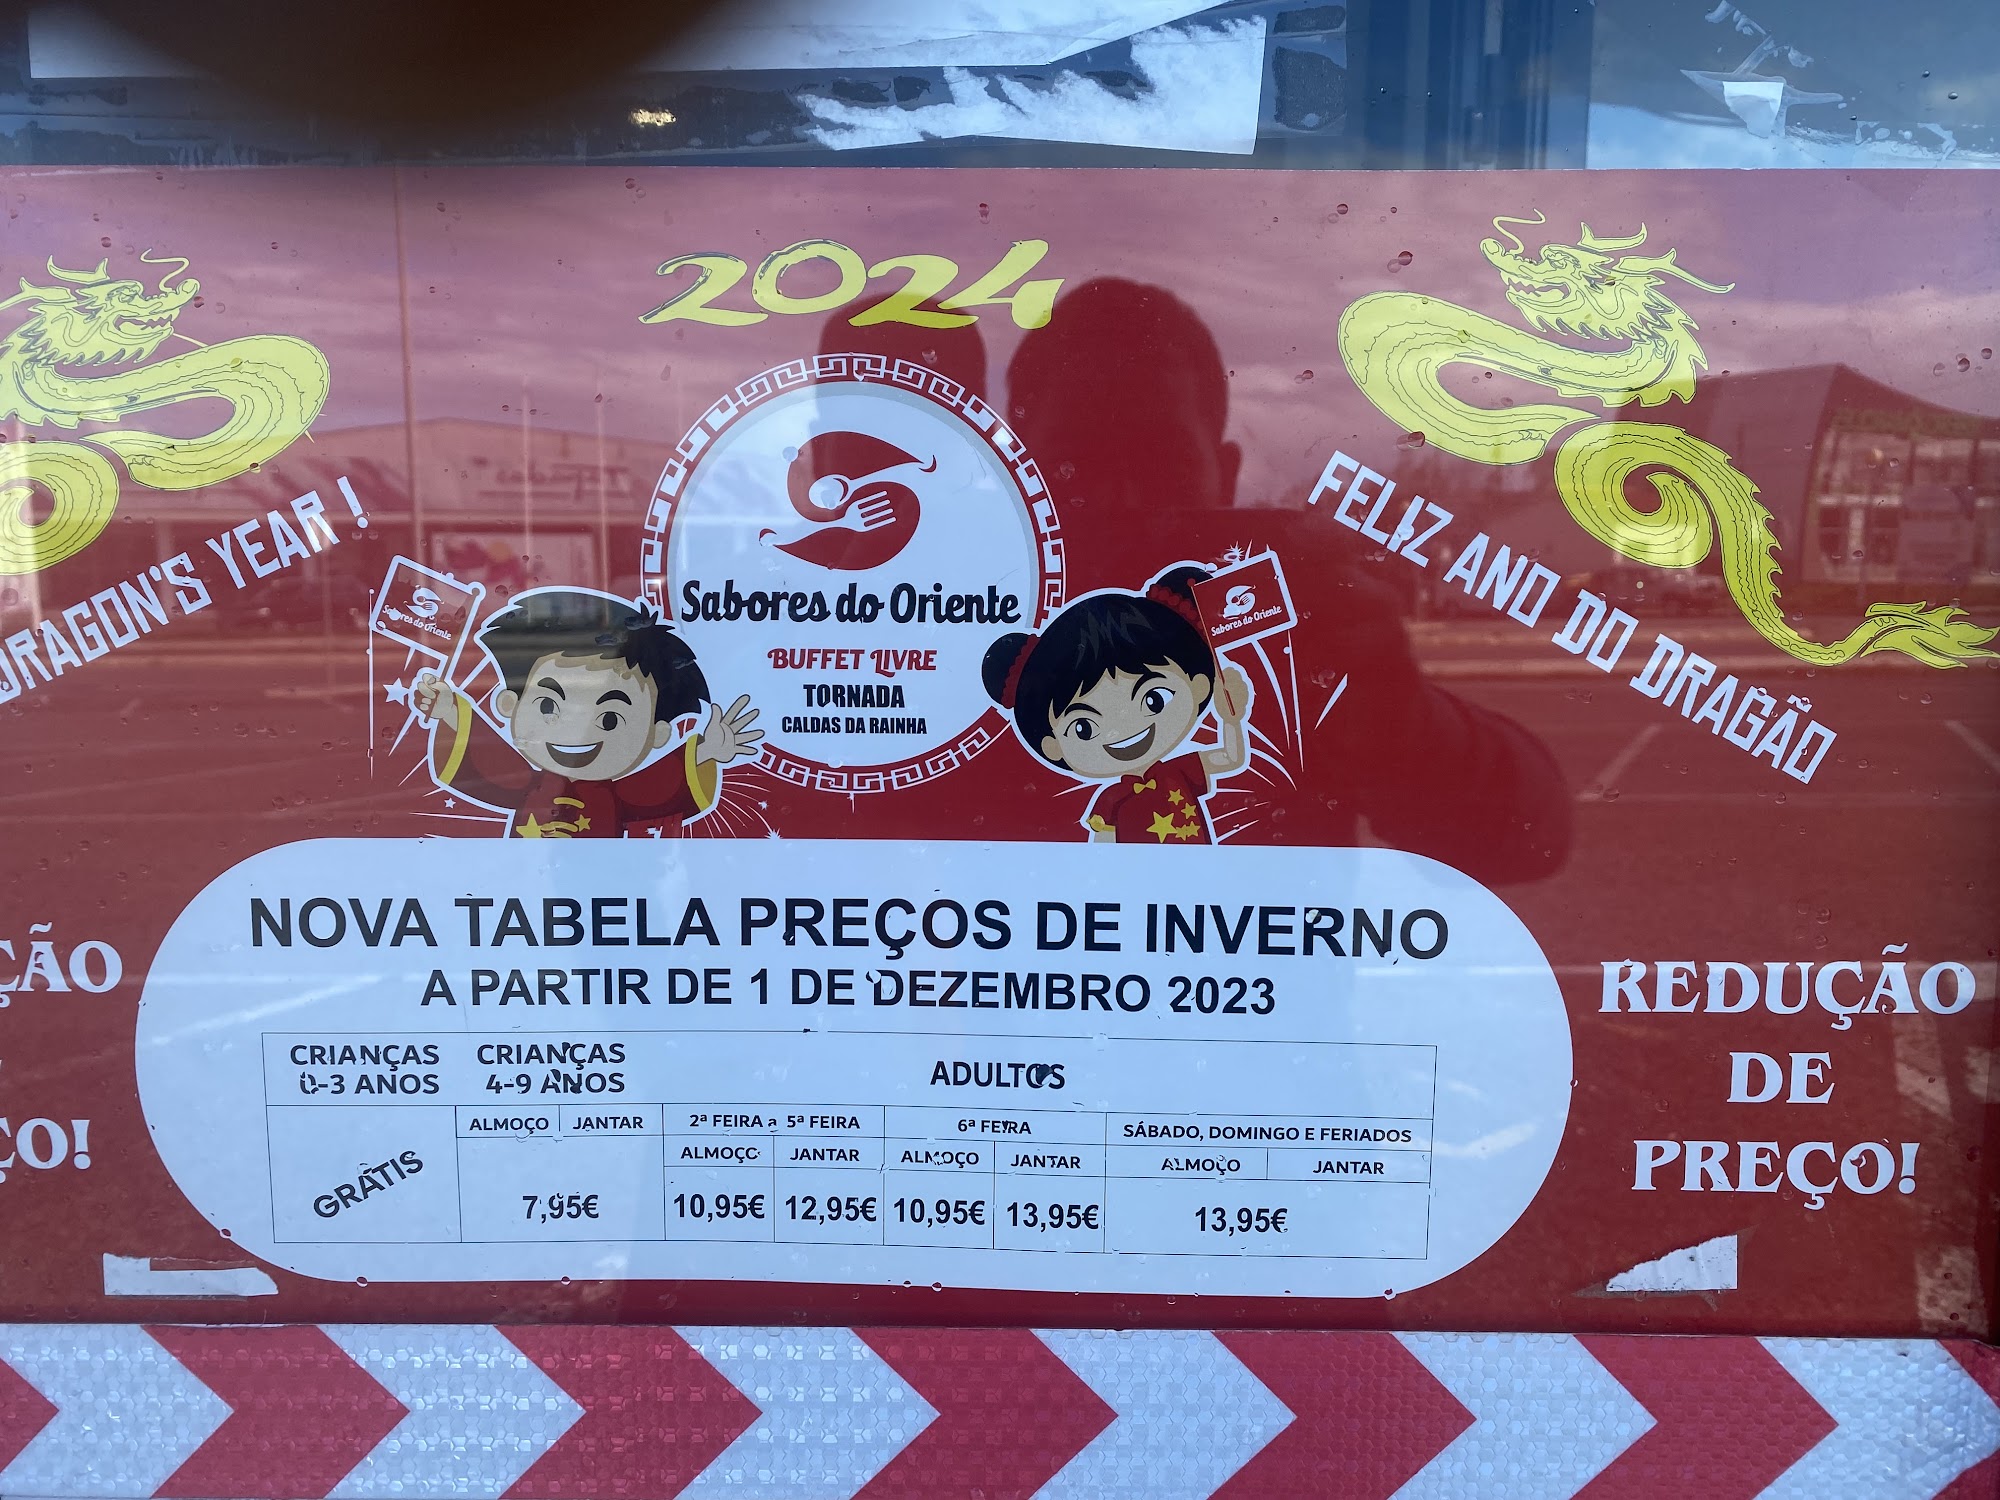 2024
DRAGON'S YEAR !
FELIZ ANO DO DRAGÃO
Sabores do Oriente
Sabores do Oriente
Sabores do Oriente
BUFFET LIVRE
TORNADA
CALDAS DA RAINHA
NOVA TABELA PREÇOS DE INVERNO
A PARTIR DE 1 DE DEZEMBRO 2023
CRIANÇAS
0-3 ANOS
CRIANÇAS
4-9 ANOS
ADULTOS
ALMOÇO JANTAR
2ª FEIRA a 5ª FEIRA
6ª FEIRA
SÁBADO, DOMINGO E FERIADOS
ALMOÇO JANTAR ALMOÇO JANTAR ALMOÇO JANTAR
GRÁTIS
7,95€ 10,95€ 12,95€ 10,95€ 13,95€ 13,95€
ÇÃO
ÇO!
REDUÇÃO
DE
PREÇO!